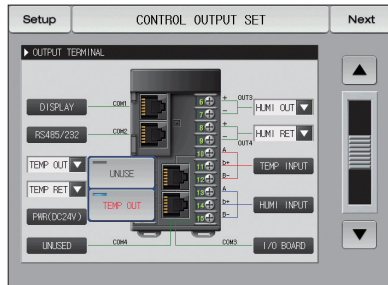 Setup
CONTROL OUTPUT SET
Next
▶ OUTPUT TERMINAL
DISPLAY
COM1
RS485/232
COM2
TEMP OUT ▼
TEMP RET ▼
PWR(DC24V)
UNUSED
COM4
UNUSE
TEMP OUT
6
7
8
9
10
11
12
13
14
15
+
-
+
-
A
b+
B-
A
b+
B-
OUT3
HUMI OUT ▼
HUMI RET ▼
OUT4
TEMP INPUT
HUMI INPUT
COM3
I/O BOARD